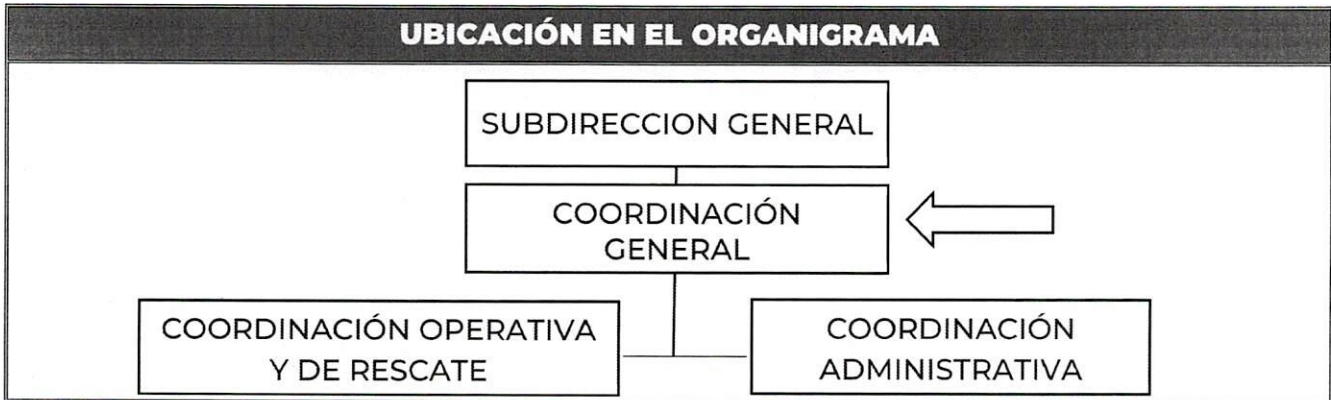 UBICACIÓN EN EL ORGANIGRAMA
SUBDIRECCION GENERAL
COORDINACIÓN
GENERAL
COORDINACIÓN OPERATIVA
Y DE RESCATE
COORDINACIÓN
ADMINISTRATIVA